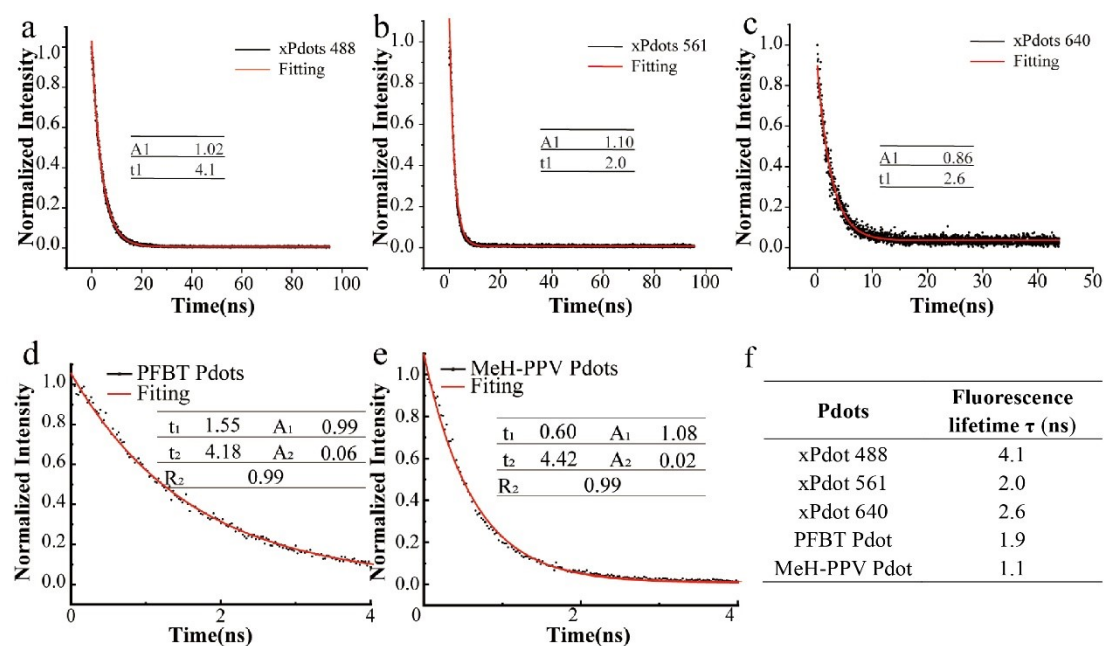 a
xPdots 488
Fitting
A1 1.02
t1 4.1
Normalized Intensity
1.0
0.8
0.6
0.4
0.2
0.0
0 20 40 60 80 100
Time(ns)
b
xPdots 561
Fitting
A1 1.10
t1 2.0
Normalized Intensity
1.0
0.8
0.6
0.4
0.2
0.0
0 20 40 60 80 100
Time(ns)
c
xPdots 640
Fitting
A1 0.86
t1 2.6
Normalized Intensity
1.0
0.8
0.6
0.4
0.2
0.0
0 10 20 30 40 50
Time(ns)
d
PFBT Pdots
Fiting
t1 1.55 A1 0.99
t2 4.18 A2 0.06
R2 0.99
Normalized Intensity
1.0
0.8
0.6
0.4
0.2
0.0
0 2 4
Time(ns)
e
MeH-PPV Pdots
Fiting
t1 0.60 A1 1.08
t2 4.42 A2 0.02
R2 0.99
Normalized Intensity
1.0
0.8
0.6
0.4
0.2
0.0
0 2 4
Time(ns)
f
Pdots Fluorescence
lifetime τ (ns)
xPdot 488 4.1
xPdot 561 2.0
xPdot 640 2.6
PFBT Pdot 1.9
MeH-PPV Pdot 1.1